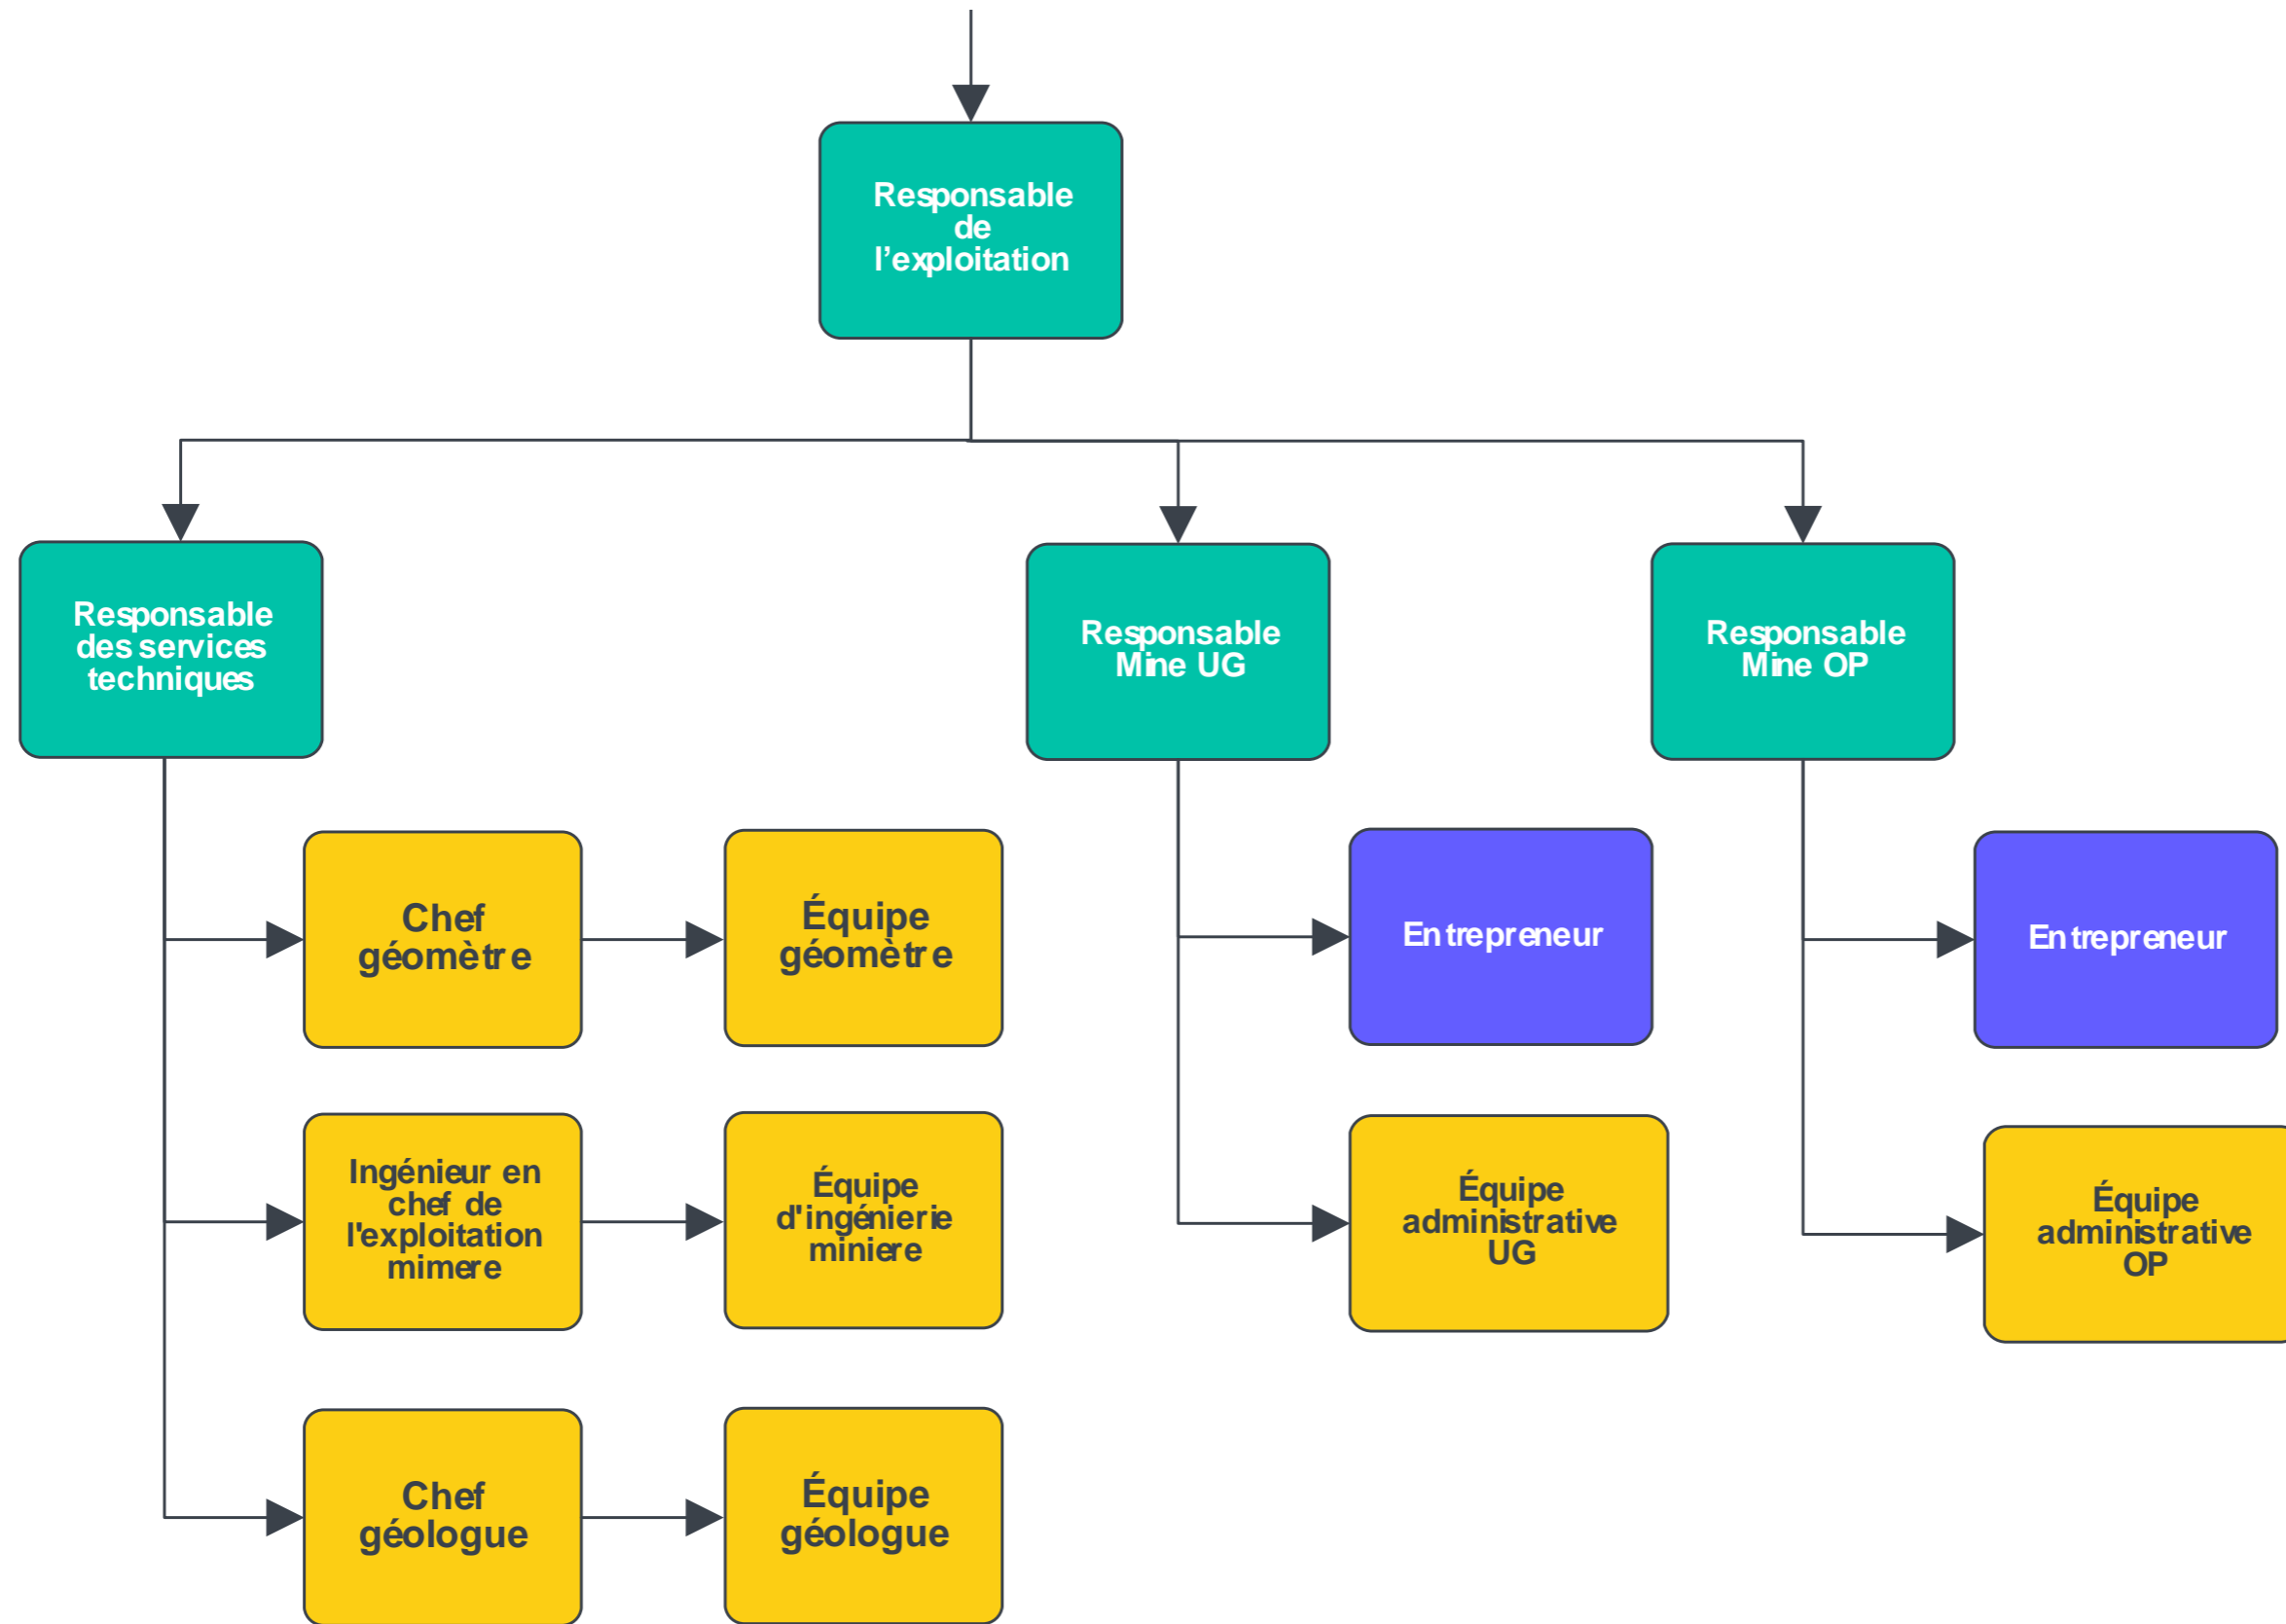 Responsable
de
l’exploitation
Responsable
des services
techniques
Responsable
Mine UG
Responsable
Mine OP
Chef
géomètre
Équipe
géomètre
Entrepreneur
Entrepreneur
Ingénieur en
chef de
l'exploitation
mimere
Équipe
d'ingénierie
miniere
Équipe
administrative
UG
Équipe
administrative
OP
Chef
géologue
Équipe
géologue